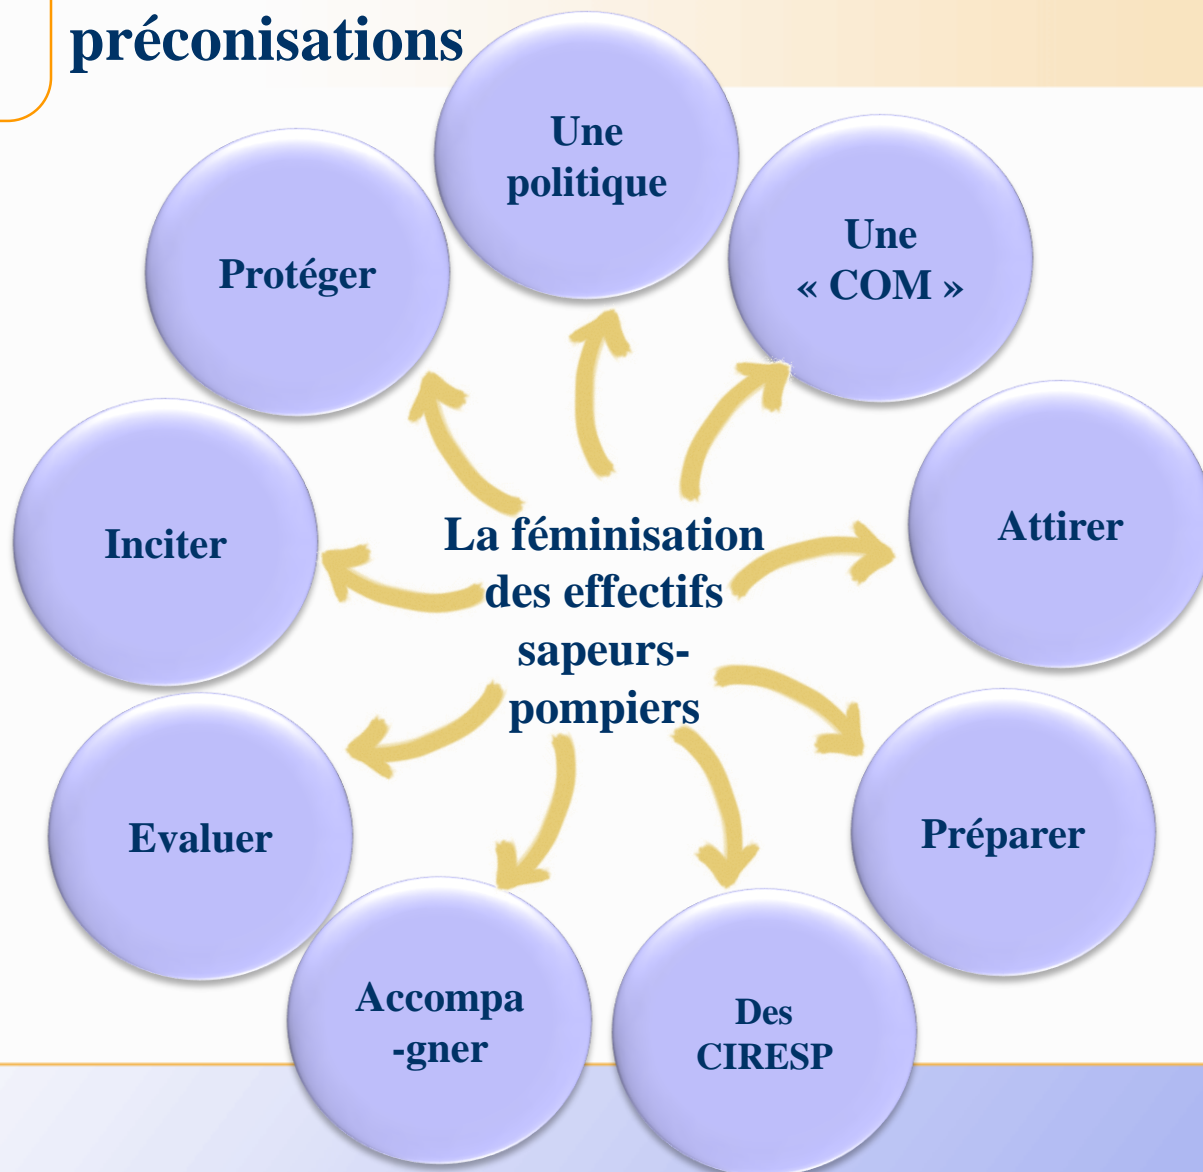 préconisations
Une
politique
Une
« COM »
Protéger
Attirer
Inciter
La féminisation
des effectifs
sapeurs-
pompiers
Préparer
Evaluer
Accompa
-gner
Des
CIRESP